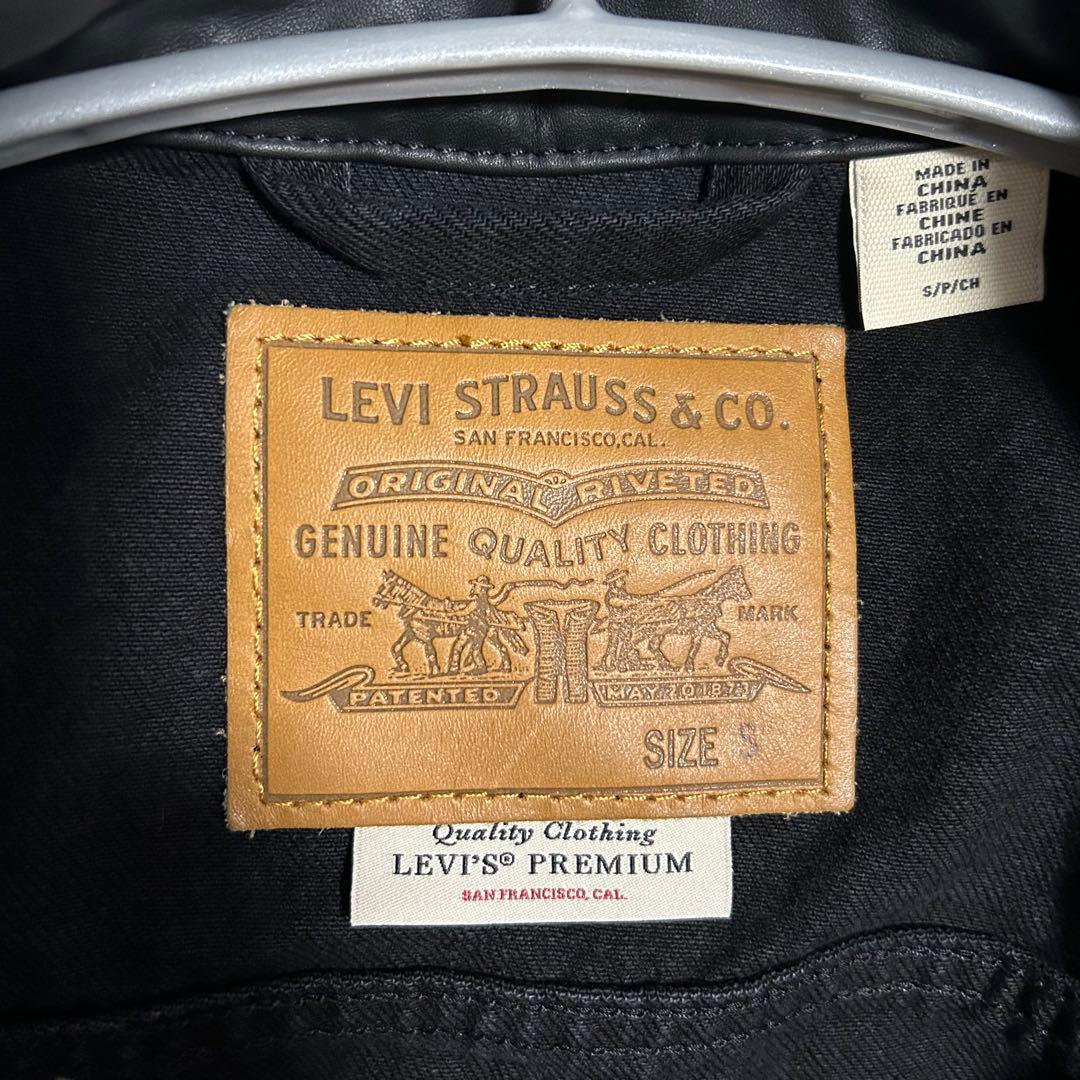 MADE IN
CHINA
FABRIQUÉ EN
CHINE
FABRICADO EN
CHINA
S/P/CH
LEVI STRAUSS & CO.
SAN FRANCISCO, CAL.
ORIGINAL RIVETED
GENUINE QUALITY CLOTHING
TRADE MARK
PATENTED MAY 20 1873
SIZE S
Quality Clothing
LEVI'S® PREMIUM
SAN FRANCISCO, CAL.